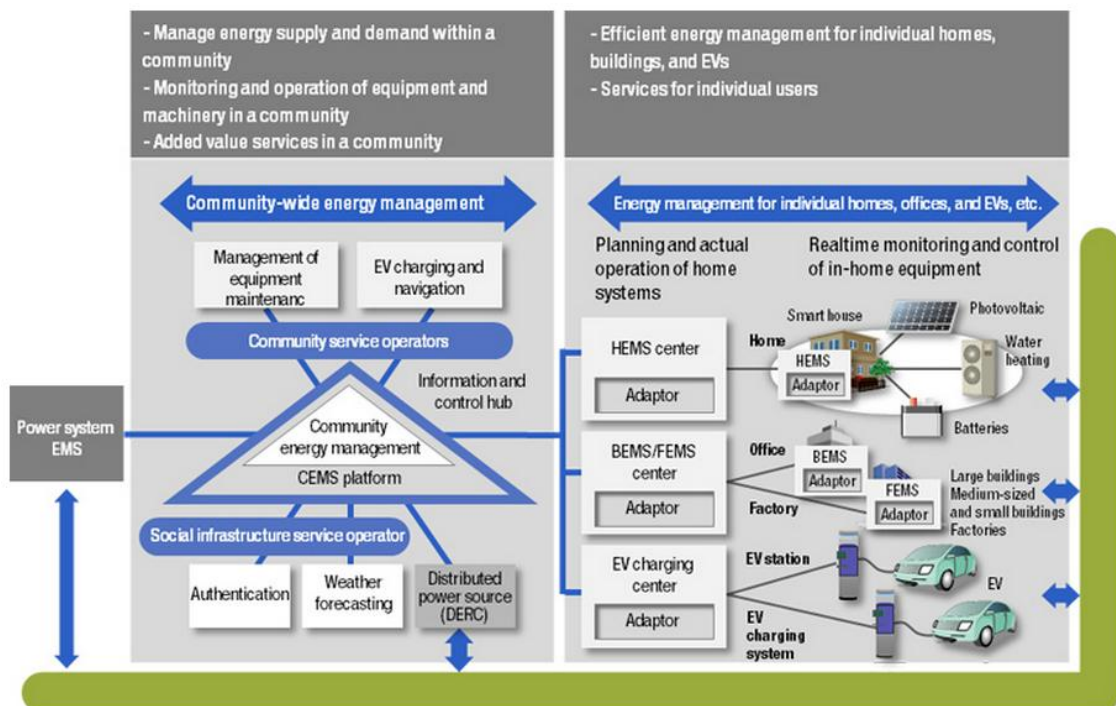 - Manage energy supply and demand within a
community
- Monitoring and operation of equipment and
machinery in a community
- Added value services in a community
- Efficient energy management for individual homes,
buildings, and EVs
- Services for individual users
Community-wide energy management
Energy management for individual homes, offices, and EVs, etc.
Management of
equipment
maintenanc
EV charging and
navigation
Community service operators
Information and
control hub
Power system
EMS
Community
energy management
CEMS platform
Social infrastructure service operator
Authentication
Weather
forecasting
Distributed
power source
(DERC)
Planning and actual
operation of home
systems
Realtime monitoring and control
of in-home equipment
HEMS center
Adaptor
Home
Smart house
Photovoltaic
HEMS
Adaptor
Water
heating
Batteries
BEMS/FEMS
center
Adaptor
Office
Factory
BEMS
Adaptor
FEMS
Adaptor
Large buildings
Medium-sized
and small buildings
Factories
EV charging
center
Adaptor
EV station
EV
EV
charging
system